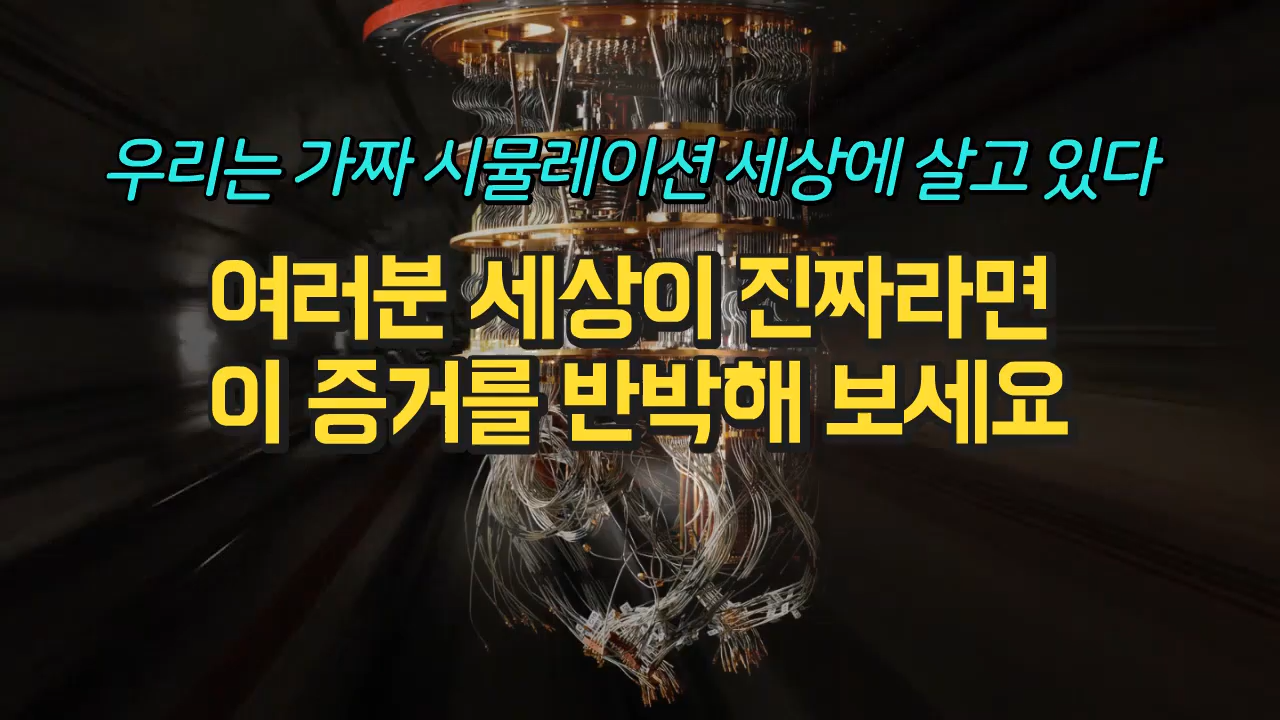 우리는 가짜 시뮬레이션 세상에 살고 있다
여러분 세상이 진짜라면
이 증거를 반박해 보세요